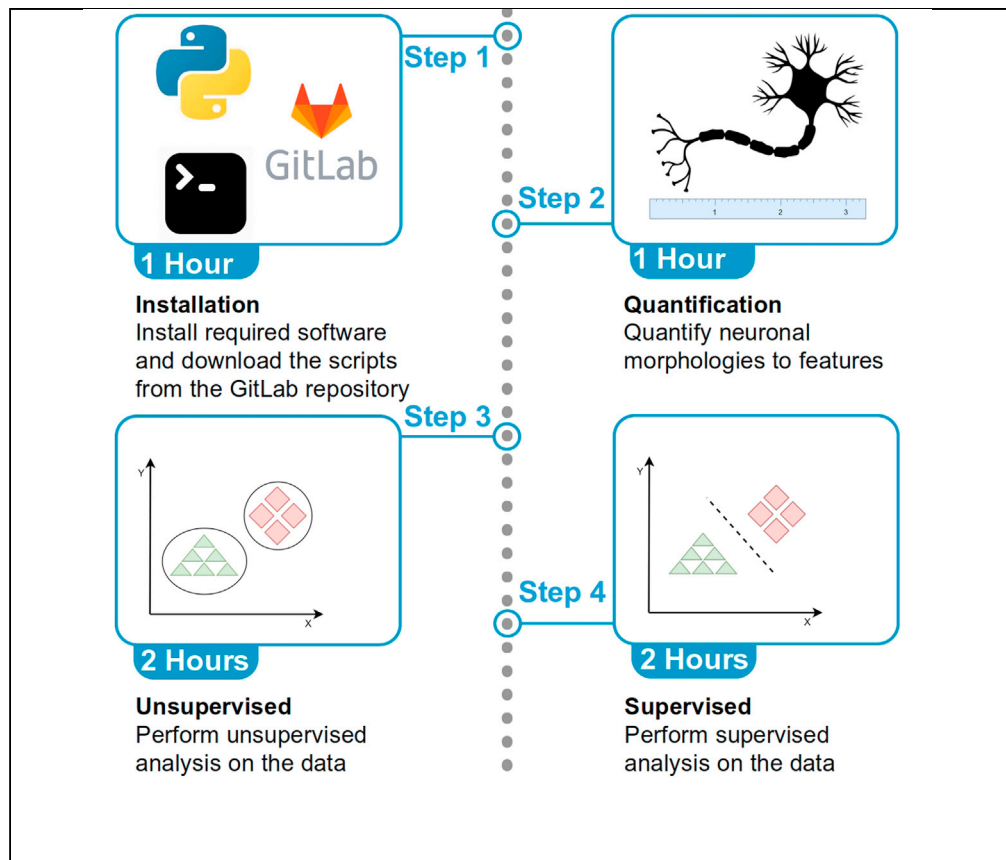 Step 1
GitLab
>_
1 Hour
Installation
Install required software
and download the scripts
from the GitLab repository
Step 2
1 2 3
1 Hour
Quantification
Quantify neuronal
morphologies to features
Step 3
Y
X
2 Hours
Unsupervised
Perform unsupervised
analysis on the data
Step 4
Y
X
2 Hours
Supervised
Perform supervised
analysis on the data